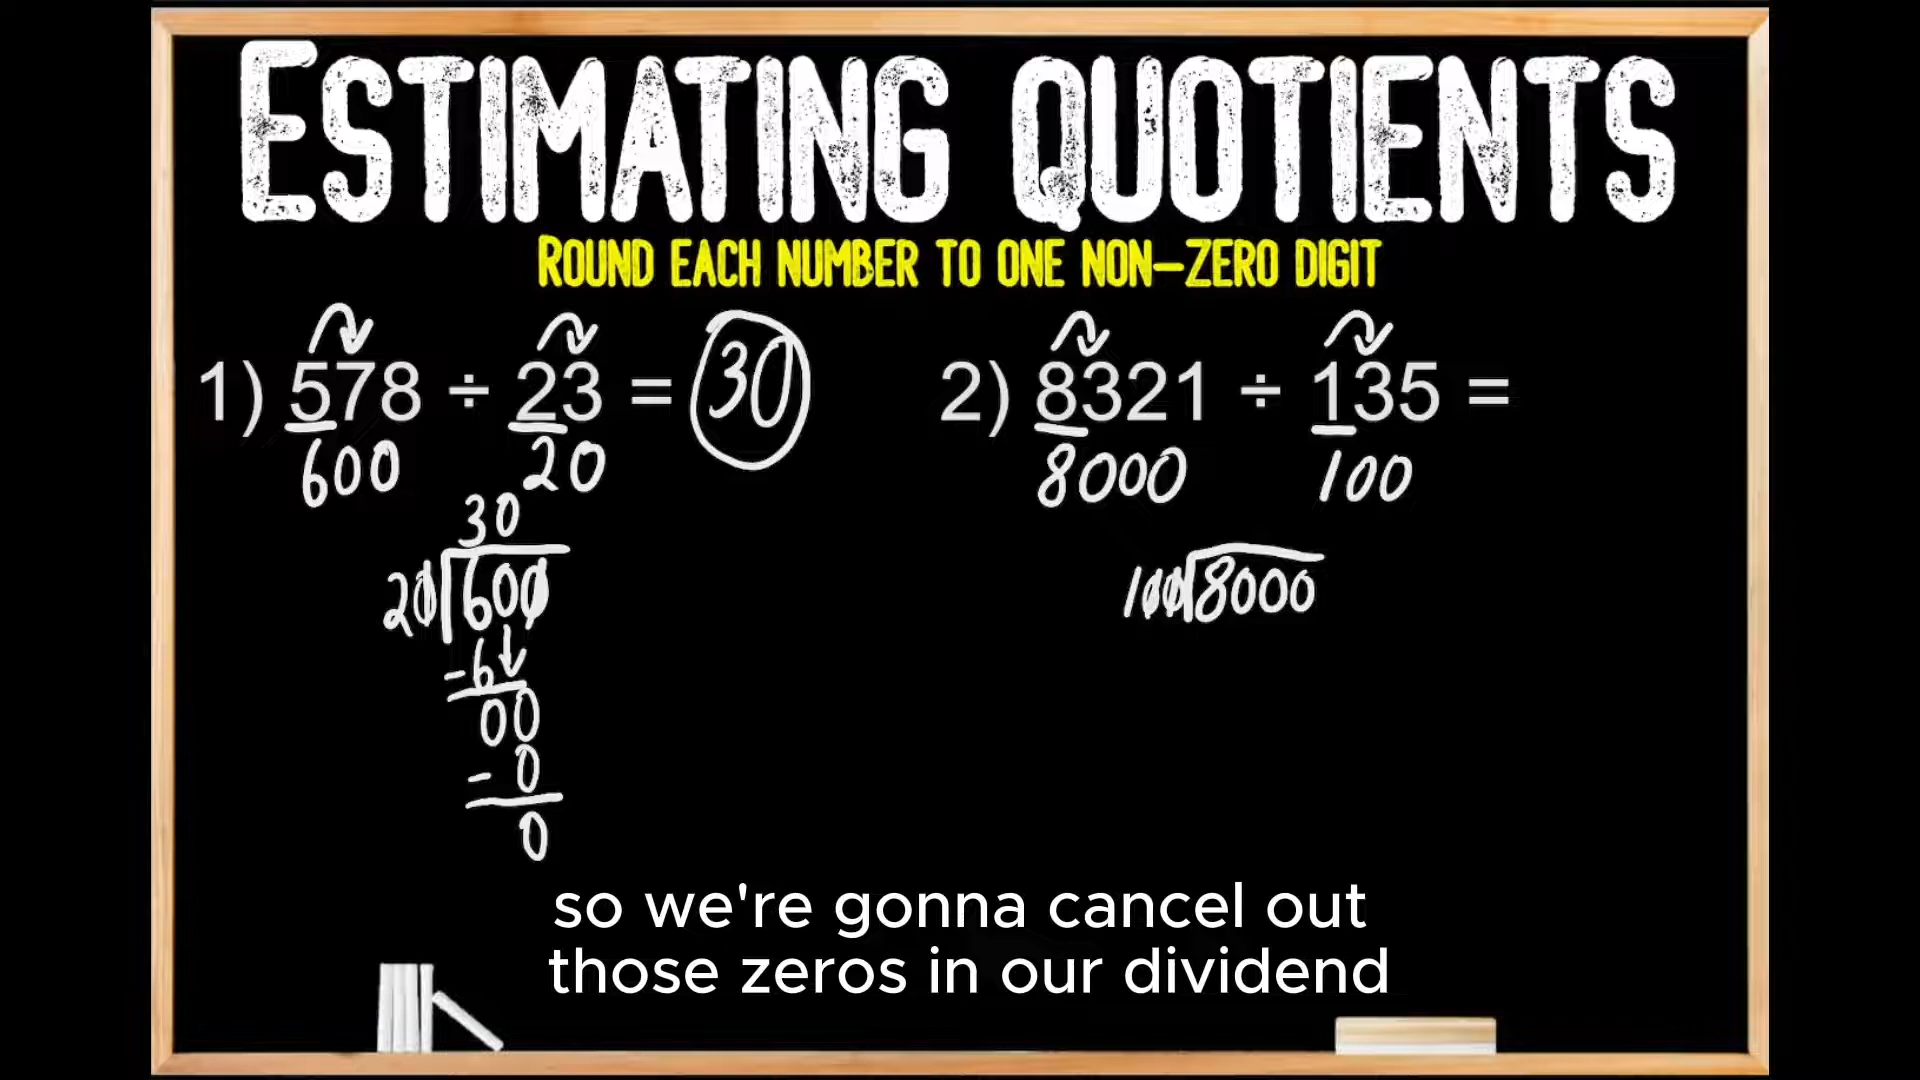 ESTIMATING QUOTIENTS
ROUND EACH NUMBER TO ONE NON-ZERO DIGIT
1) 578 ÷ 23 = 30
600 20
30
20 600
-6
00
- 0
0
2) 8321 ÷ 135 =
8000 100
100 8000
so we're gonna cancel out
those zeros in our dividend